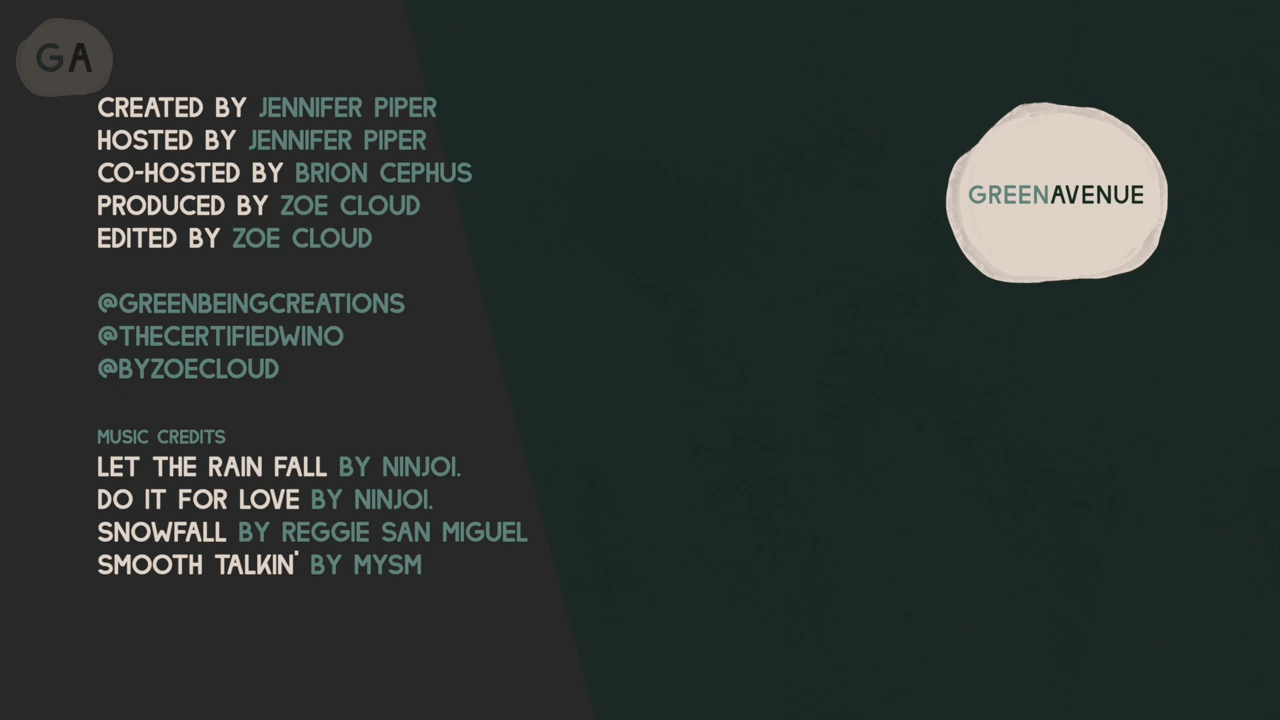 GA
CREATED BY JENNIFER PIPER
HOSTED BY JENNIFER PIPER
CO-HOSTED BY BRION CEPHUS
PRODUCED BY ZOE CLOUD
EDITED BY ZOE CLOUD
@GREENBEINGCREATIONS
@THECERTIFIEDWINO
@BYZOECLOUD
MUSIC CREDITS
LET THE RAIN FALL BY NINJOI.
DO IT FOR LOVE BY NINJOI.
SNOWFALL BY REGGIE SAN MIGUEL
SMOOTH TALKIN' BY MYSM
GREENAVENUE